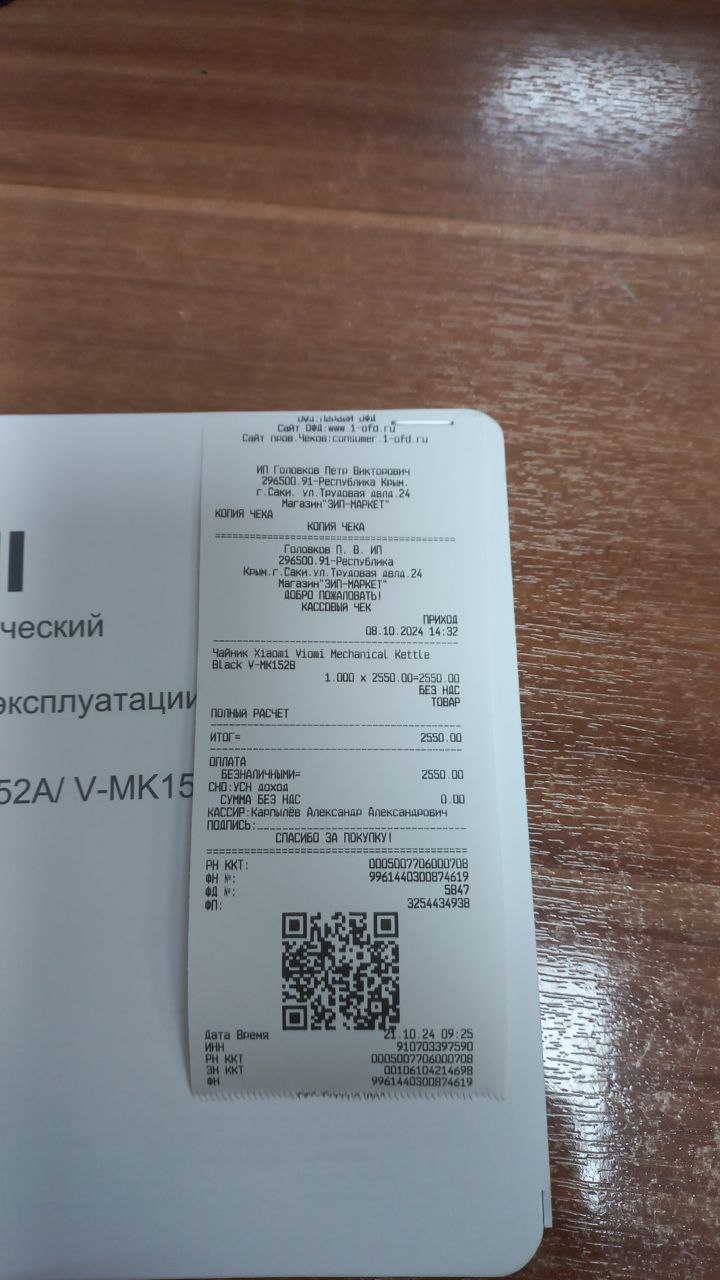 ОФД:Первый ОФД
Сайт ОФД:www.1-ofd.ru
Сайт пров.Чеков:consumer.1-ofd.ru
ИП Головков Петр Викторович
296500.91-Республика Крым.
г.Саки. ул.Трудовая двлд.24
Магазин"ЗИП-МАРКЕТ"
КОПИЯ ЧЕКА
КОПИЯ ЧЕКА
Головков П. В. ИП
296500.91-Республика
Крым.г.Саки.ул.Трудовая двлд.24
Магазин"ЗИП-МАРКЕТ"
ДОБРО ПОЖАЛОВАТЬ!
КАССОВЫЙ ЧЕК
ПРИХОД
08.10.2024 14:32
Чайник Xiaomi Viomi Mechanical Kettle
Black V-MK152B
1.000 x 2550.00=2550.00
БЕЗ НДС
ТОВАР
ПОЛНЫЙ РАСЧЕТ
ИТОГ= 2550.00
ОПЛАТА
БЕЗНАЛИЧНЫМИ= 2550.00
СНО:УСН доход
СУММА БЕЗ НДС 0.00
КАССИР:Карпылёв Александр Александрович
ПОДПИСЬ:
СПАСИБО ЗА ПОКУПКУ!
РН ККТ: 0005007706000708
ФН №: 9961440300874619
ФД №: 5847
ФП: 3254434938
Дата Время 21.10.24 09:25
ИНН 910703397590
РН ККТ 0005007706000708
ЗН ККТ 00106104214698
ФН 9961440300874619
ческий
эксплуатации
52A/ V-MK15